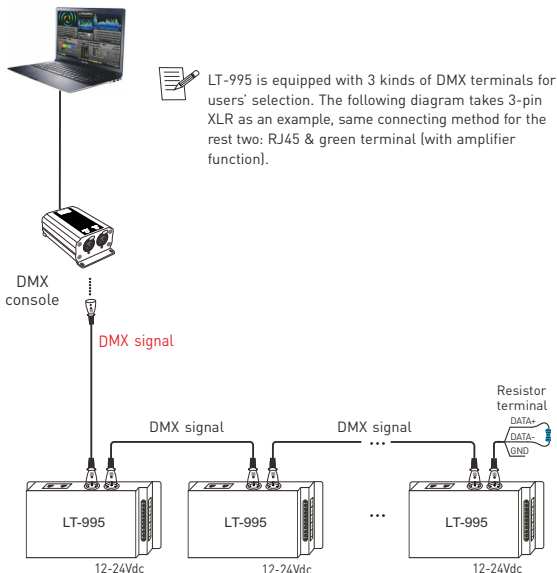 LT-995 is equipped with 3 kinds of DMX terminals for
users' selection. The following diagram takes 3-pin
XLR as an example, same connecting method for the
rest two: RJ45 & green terminal (with amplifier
function).
DMX
console
DMX signal
Resistor
terminal
DATA+
DATA-
GND
DMX signal
DMX signal
...
...
LT-995
LT-995
LT-995
12-24Vdc
12-24Vdc
12-24Vdc